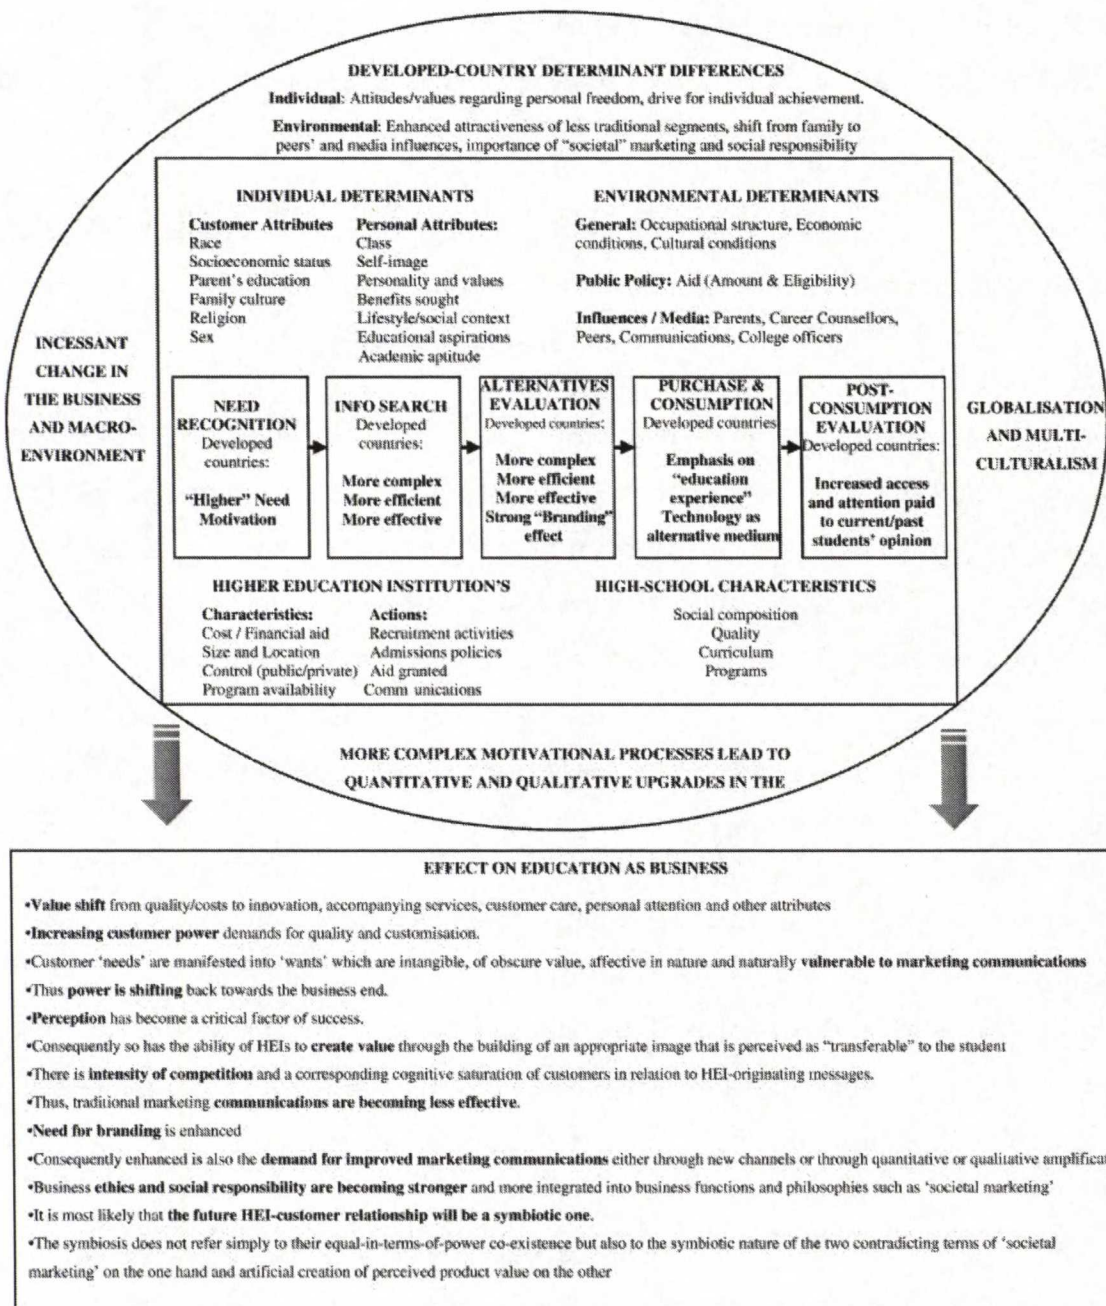 DEVELOPED-COUNTRY DETERMINANT DIFFERENCES
Individual: Attitudes/values regarding personal freedom, drive for individual achievement.
Environmental: Enhanced attractiveness of less traditional segments, shift from family to
peers' and media influences, importance of "societal" marketing and social responsibility
INCESSANT
CHANGE IN
THE BUSINESS
AND MACRO-
ENVIRONMENT
INDIVIDUAL DETERMINANTS
Customer Attributes
Race
Socioeconomic status
Parent's education
Family culture
Religion
Sex
Personal Attributes:
Class
Self-image
Personality and values
Benefits sought
Lifestyle/social context
Educational aspirations
Academic aptitude
ENVIRONMENTAL DETERMINANTS
General: Occupational structure, Economic
conditions, Cultural conditions
Public Policy: Aid (Amount & Eligibility)
Influences / Media: Parents, Career Counsellors,
Peers, Communications, College officers
NEED
RECOGNITION
Developed
countries:
"Higher" Need
Motivation
INFO SEARCH
Developed
countries:
More complex
More efficient
More effective
ALTERNATIVES
EVALUATION
Developed countries:
More complex
More efficient
More effective
Strong "Branding"
effect
PURCHASE &
CONSUMPTION
Developed countries
Emphasis on
"education
experience"
Technology as
alternative medium
POST-
CONSUMPTION
EVALUATION
Developed countries:
Increased access
and attention paid
to current/past
students' opinion
GLOBALISATION
AND MULTI-
CULTURALISM
HIGHER EDUCATION INSTITUTION'S
Characteristics:
Cost / Financial aid
Size and Location
Control (public/private)
Program availability
Actions:
Recruitment activities
Admissions policies
Aid granted
Comm unications
HIGH-SCHOOL CHARACTERISTICS
Social composition
Quality
Curriculum
Programs
MORE COMPLEX MOTIVATIONAL PROCESSES LEAD TO
QUANTITATIVE AND QUALITATIVE UPGRADES IN THE
EFFECT ON EDUCATION AS BUSINESS
•Value shift from quality/costs to innovation, accompanying services, customer care, personal attention and other attributes
•Increasing customer power demands for quality and customisation.
•Customer 'needs' are manifested into 'wants' which are intangible, of obscure value, affective in nature and naturally vulnerable to marketing communications
•Thus power is shifting back towards the business end.
•Perception has become a critical factor of success.
•Consequently so has the ability of HEIs to create value through the building of an appropriate image that is perceived as "transferable" to the student
•There is intensity of competition and a corresponding cognitive saturation of customers in relation to HEI-originating messages.
•Thus, traditional marketing communications are becoming less effective.
•Need for branding is enhanced
•Consequently enhanced is also the demand for improved marketing communications either through new channels or through quantitative or qualitative amplificat
•Business ethics and social responsibility are becoming stronger and more integrated into business functions and philosophies such as 'societal marketing'
•It is most likely that the future HEI-customer relationship will be a symbiotic one.
•The symbiosis does not refer simply to their equal-in-terms-of-power co-existence but also to the symbiotic nature of the two contradicting terms of 'societal
marketing' on the one hand and artificial creation of perceived product value on the other